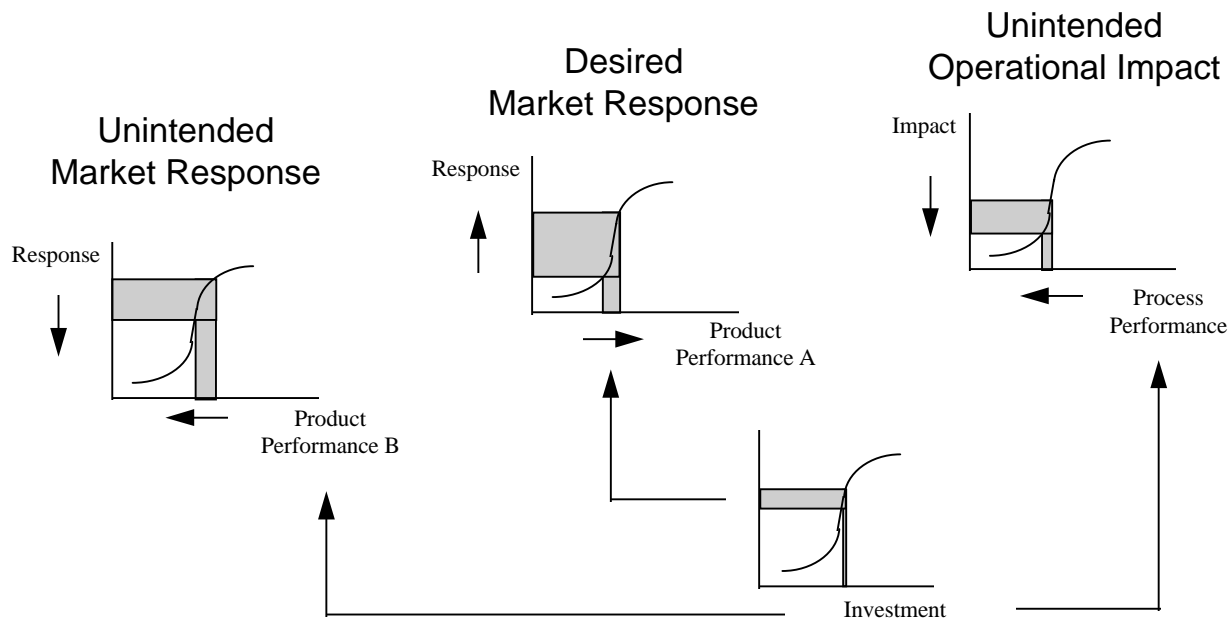 Unintended
Market Response
Response
Product
Performance B
Desired
Market Response
Response
Product
Performance A
Unintended
Operational Impact
Impact
Process
Performance
Investment